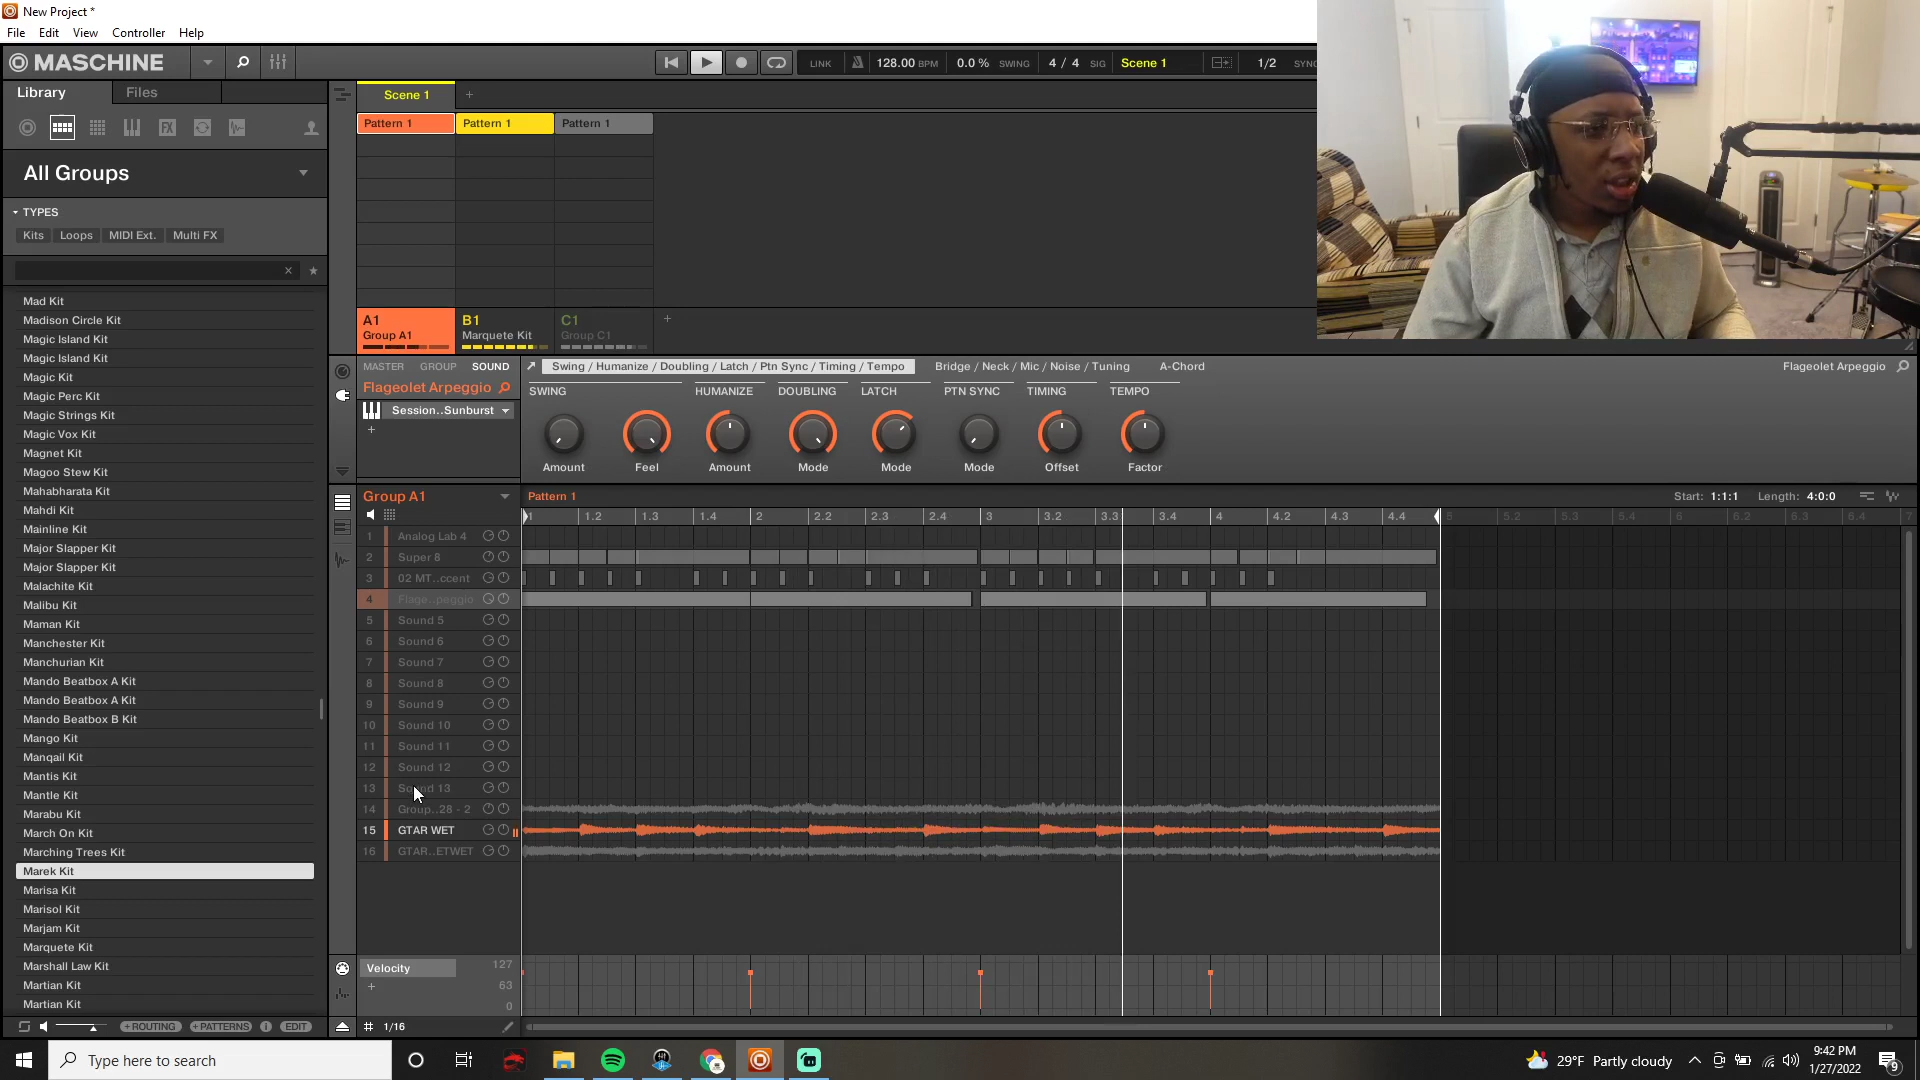 New Project *
File Edit View Controller Help
MASCHINE
LINK 128.00 BPM 0.0 % SWING 4 / 4 SIG Scene 1 1/2 SYNC
Library Files
Scene 1 +
Pattern 1 Pattern 1 Pattern 1
All Groups
TYPES
Kits Loops MIDI Ext. Multi FX
Mad Kit
Madison Circle Kit
Magic Island Kit
Magic Island Kit
Magic Kit
Magic Perc Kit
Magic Strings Kit
Magic Vox Kit
Magnet Kit
Magoo Stew Kit
Mahabharata Kit
Mahdi Kit
Mainline Kit
Major Slapper Kit
Major Slapper Kit
Malachite Kit
Malibu Kit
Maman Kit
Manchester Kit
Manchurian Kit
Mando Beatbox A Kit
Mando Beatbox A Kit
Mando Beatbox B Kit
Mango Kit
Manqail Kit
Mantis Kit
Mantle Kit
Marabu Kit
March On Kit
Marching Trees Kit
Marek Kit
Marisa Kit
Marisol Kit
Marjam Kit
Marquete Kit
Marshall Law Kit
Martian Kit
Martian Kit
+ROUTING +PATTERNS i EDIT
A1 B1 C1 +
Group A1 Marquete Kit Group C1
MASTER GROUP SOUND
Swing / Humanize / Doubling / Latch / Ptn Sync / Timing / Tempo Bridge / Neck / Mic / Noise / Tuning A-Chord Flageolet Arpeggio
Flageolet Arpeggio
SWING HUMANIZE DOUBLING LATCH PTN SYNC TIMING TEMPO
Session..Sunburst
+
Amount Feel Amount Mode Mode Mode Offset Factor
Group A1 Pattern 1 Start: 1:1:1 Length: 4:0:0
1 1.2 1.3 1.4 2 2.2 2.3 2.4 3 3.2 3.3 3.4 4 4.2 4.3 4.4 5 5.2 5.3 5.4 6 6.2 6.3 6.4 7
1 Analog Lab 4
2 Super 8
3 02 MT..ccent
4 Flage..peggio
5 Sound 5
6 Sound 6
7 Sound 7
8 Sound 8
9 Sound 9
10 Sound 10
11 Sound 11
12 Sound 12
13 Sound 13
14 Group..28 - 2
15 GTAR WET
16 GTAR..ETWET
Velocity 127
+ 63
0
1/16
Type here to search
29°F Partly cloudy
9:42 PM
1/27/2022
9